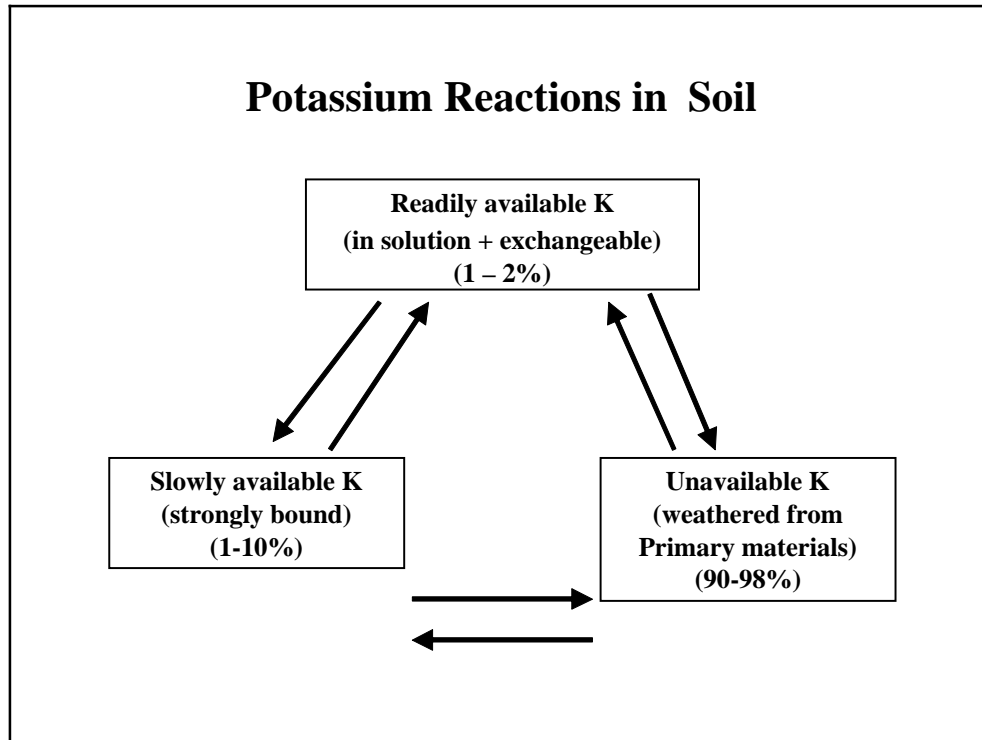 Potassium Reactions in Soil
Readily available K
(in solution + exchangeable)
(1 – 2%)
Slowly available K
(strongly bound)
(1-10%)
Unavailable K
(weathered from
Primary materials)
(90-98%)